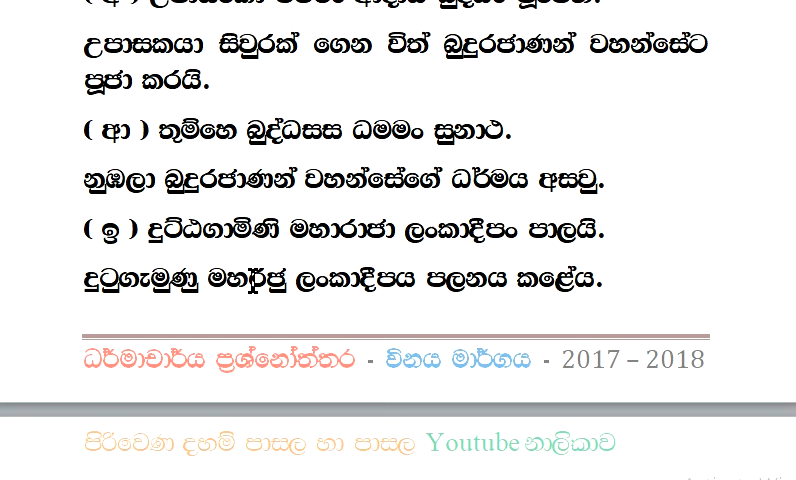 උපාසකයා සිවුරක් ගෙන විත් බුදුරජාණන් වහන්සේට
පූජා කරයි.
( ආ ) තුම්හෙ බුද්ධසස ධමමං සුනාථ.
නුඹලා බුදුරජාණන් වහන්සේගේ ධර්මය අසවු.
( ඉ ) දුට්ඨගාමිණි මහාරාජා ලංකාදීපං පාලයි.
දුටුගැමුණු මහරජු ලංකාදීපය පලනය කළේය.
ධර්මාචාර්ය ප්‍රශ්නෝත්තර - විනය මාර්ගය - 2017 – 2018
පිරිවෙණ දහම් පාසල හා පාසල Youtube නාලිකාව